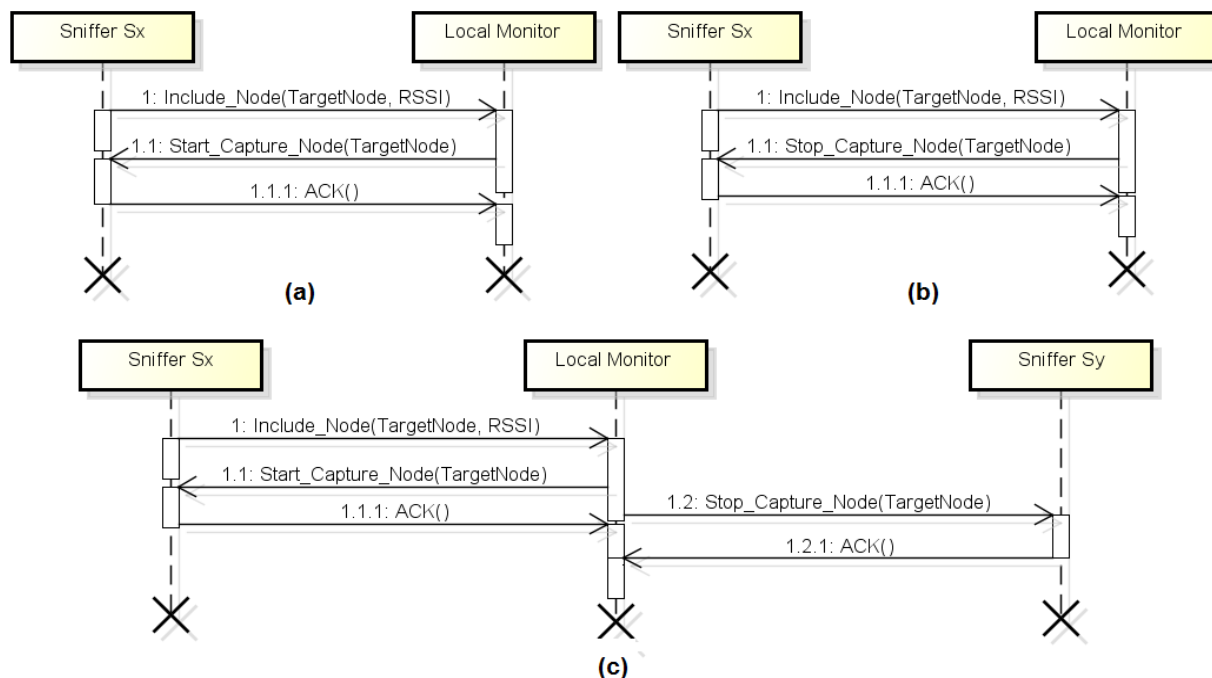 Sniffer Sx
Local Monitor
1: Include_Node(TargetNode, RSSI)
1.1: Start_Capture_Node(TargetNode)
1.1.1: ACK()
(a)
Sniffer Sx
Local Monitor
1: Include_Node(TargetNode, RSSI)
1.1: Stop_Capture_Node(TargetNode)
1.1.1: ACK()
(b)
Sniffer Sx
Local Monitor
Sniffer Sy
1: Include_Node(TargetNode, RSSI)
1.1: Start_Capture_Node(TargetNode)
1.2: Stop_Capture_Node(TargetNode)
1.1.1: ACK()
1.2.1: ACK()
(c)